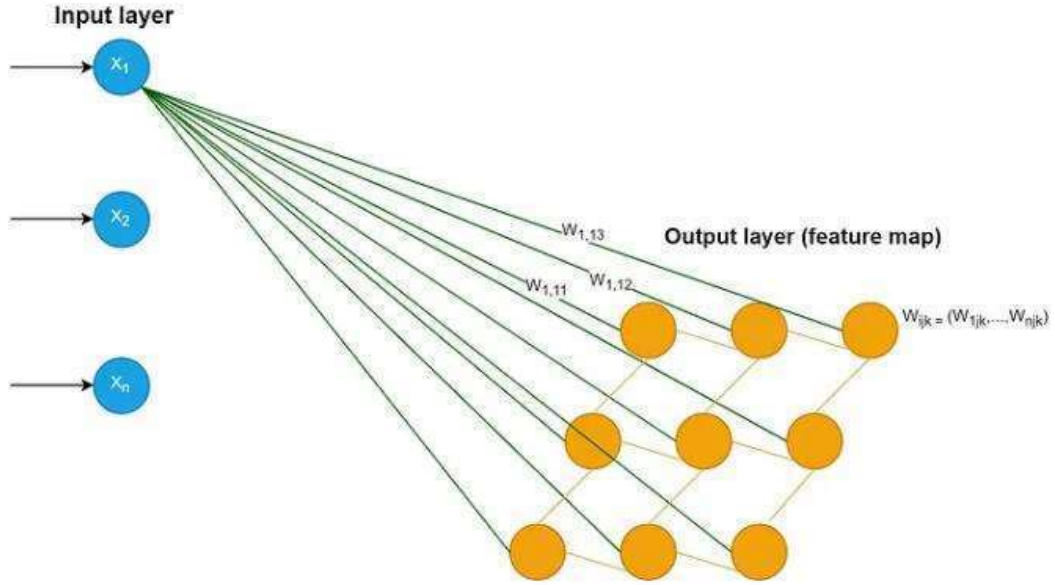 Input layer
X₁
X₂
Xₙ
W₁,₁₃
Output layer (feature map)
W₁,₁₁
W₁,₁₂
Wᵢⱼₖ = (W₁ⱼₖ,...,Wₙⱼₖ)